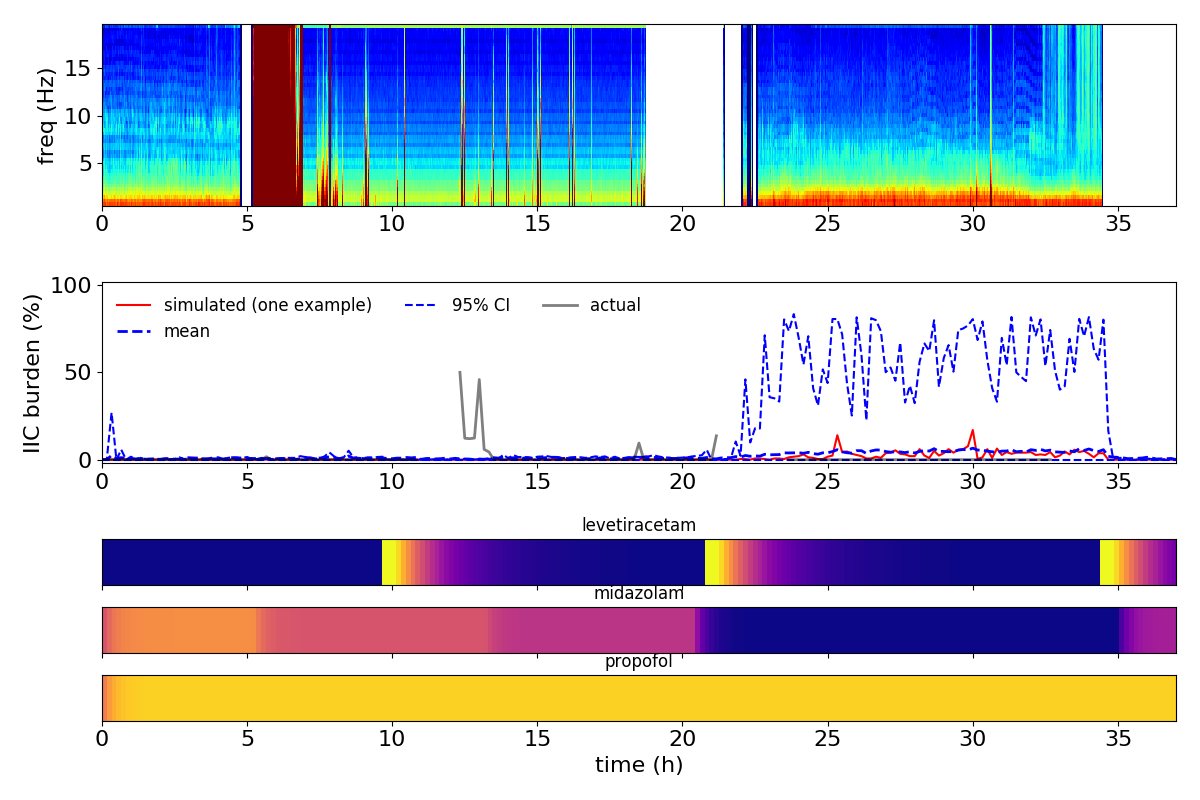 freq (Hz)
15
10
5
0 5 10 15 20 25 30 35
IIC burden (%)
100
50
0
simulated (one example)
mean
95% CI
actual
0 5 10 15 20 25 30 35
levetiracetam
midazolam
propofol
0 5 10 15 20 25 30 35
time (h)